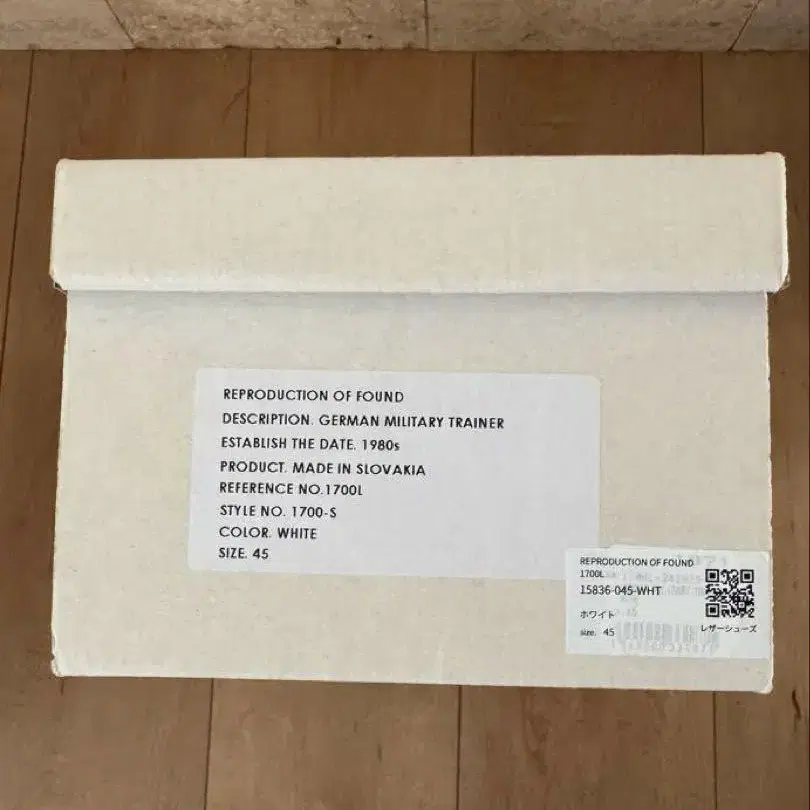 REPRODUCTION OF FOUND
DESCRIPTION. GERMAN MILITARY TRAINER
ESTABLISH THE DATE. 1980s
PRODUCT. MADE IN SLOVAKIA
REFERENCE NO.1700L
STYLE NO. 1700-S
COLOR. WHITE
SIZE. 45
REPRODUCTION OF FOUND
1700L
15836-045-WHT
ホワイト
size. 45
レザーシューズ